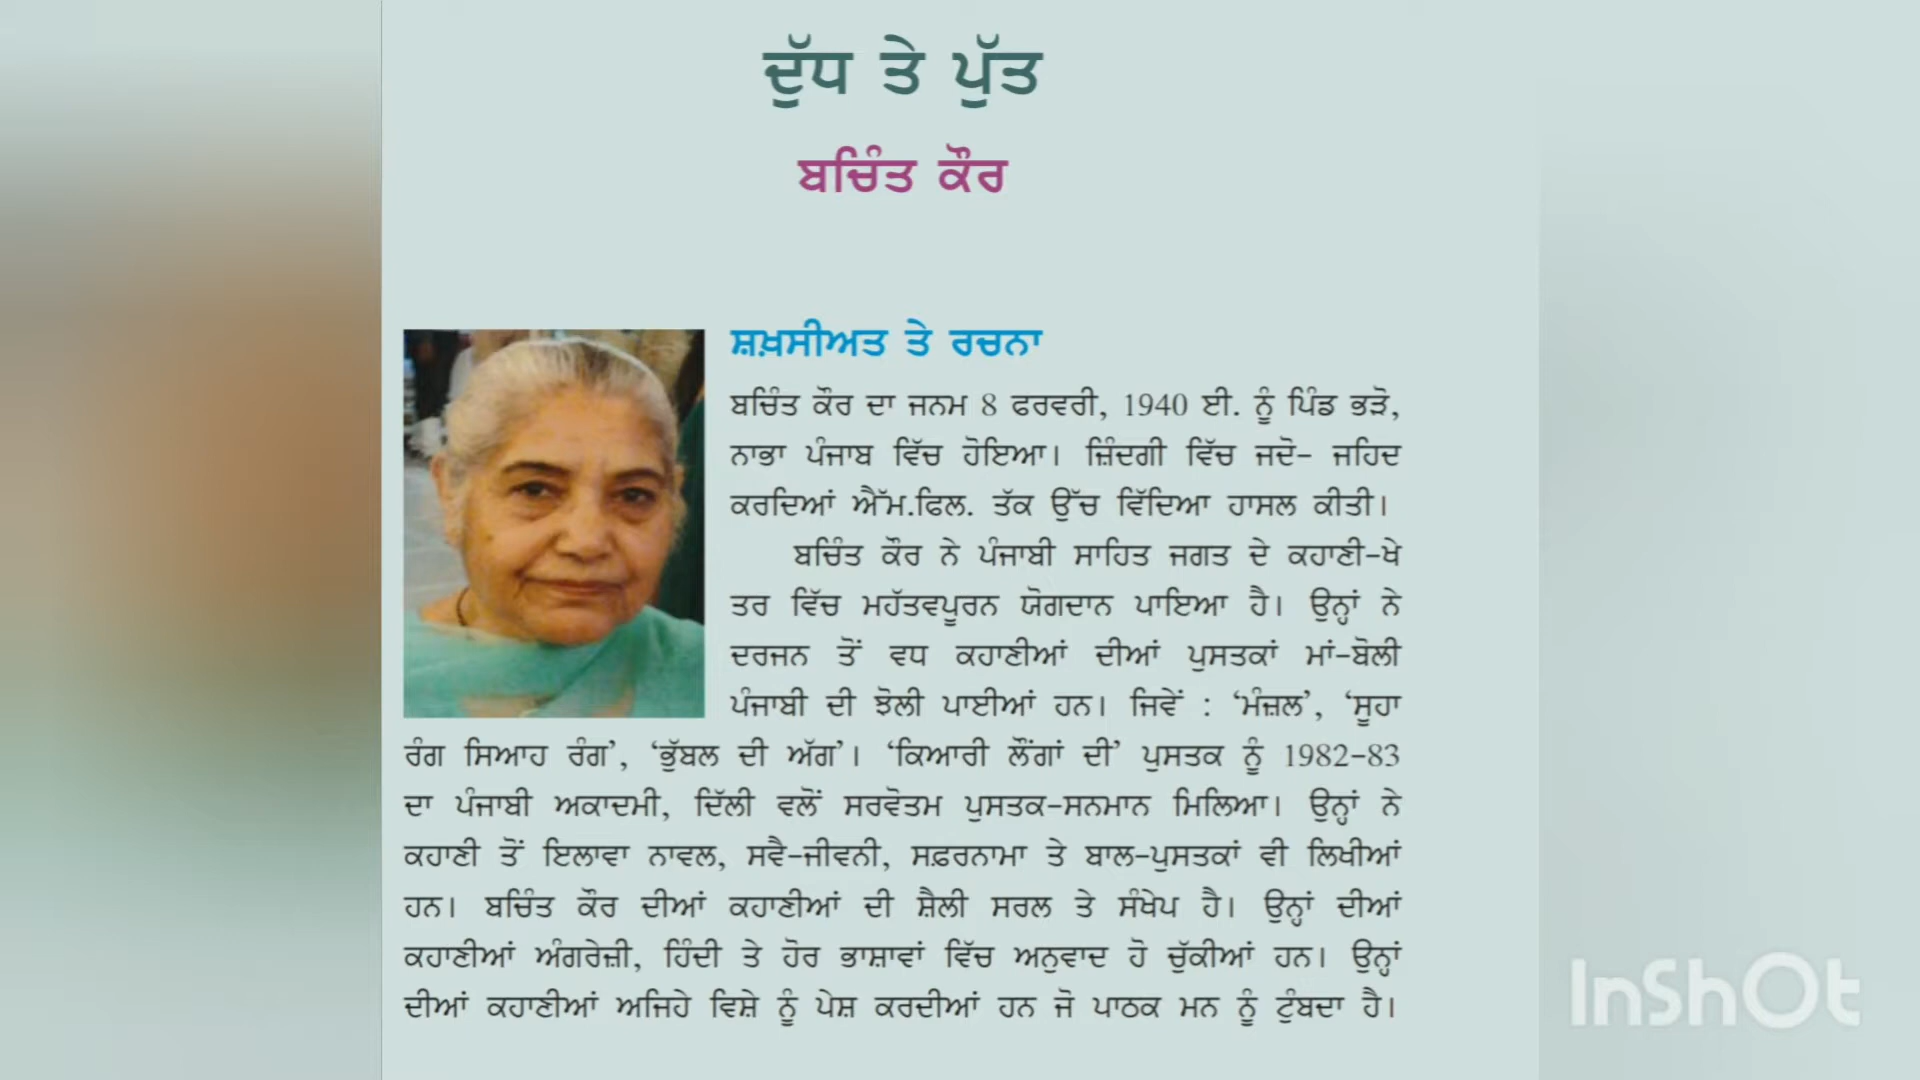 ਦੁੱਧ ਤੇ ਪੁੱਤ
ਬਚਿੰਤ ਕੌਰ
ਸ਼ਖ਼ਸੀਅਤ ਤੇ ਰਚਨਾ
ਬਚਿੰਤ ਕੌਰ ਦਾ ਜਨਮ 8 ਫਰਵਰੀ, 1940 ਈ. ਨੂੰ ਪਿੰਡ ਭੜੋ,
ਨਾਭਾ ਪੰਜਾਬ ਵਿੱਚ ਹੋਇਆ। ਜ਼ਿੰਦਗੀ ਵਿੱਚ ਜਦੋ- ਜਹਿਦ
ਕਰਦਿਆਂ ਐੱਮ.ਫਿਲ. ਤੱਕ ਉੱਚ ਵਿੱਦਿਆ ਹਾਸਲ ਕੀਤੀ।
ਬਚਿੰਤ ਕੌਰ ਨੇ ਪੰਜਾਬੀ ਸਾਹਿਤ ਜਗਤ ਦੇ ਕਹਾਣੀ-ਖੇ
ਤਰ ਵਿੱਚ ਮਹੱਤਵਪੂਰਨ ਯੋਗਦਾਨ ਪਾਇਆ ਹੈ। ਉਨ੍ਹਾਂ ਨੇ
ਦਰਜਨ ਤੋਂ ਵਧ ਕਹਾਣੀਆਂ ਦੀਆਂ ਪੁਸਤਕਾਂ ਮਾਂ-ਬੋਲੀ
ਪੰਜਾਬੀ ਦੀ ਝੋਲੀ ਪਾਈਆਂ ਹਨ। ਜਿਵੇਂ : ‘ਮੰਜ਼ਲ’, ‘ਸੂਹਾ
ਰੰਗ ਸਿਆਹ ਰੰਗ’, ‘ਭੁੱਬਲ ਦੀ ਅੱਗ’। ‘ਕਿਆਰੀ ਲੌਂਗਾਂ ਦੀ’ ਪੁਸਤਕ ਨੂੰ 1982-83
ਦਾ ਪੰਜਾਬੀ ਅਕਾਦਮੀ, ਦਿੱਲੀ ਵਲੋਂ ਸਰਵੋਤਮ ਪੁਸਤਕ-ਸਨਮਾਨ ਮਿਲਿਆ। ਉਨ੍ਹਾਂ ਨੇ
ਕਹਾਣੀ ਤੋਂ ਇਲਾਵਾ ਨਾਵਲ, ਸਵੈ-ਜੀਵਨੀ, ਸਫ਼ਰਨਾਮਾ ਤੇ ਬਾਲ-ਪੁਸਤਕਾਂ ਵੀ ਲਿਖੀਆਂ
ਹਨ। ਬਚਿੰਤ ਕੌਰ ਦੀਆਂ ਕਹਾਣੀਆਂ ਦੀ ਸ਼ੈਲੀ ਸਰਲ ਤੇ ਸੰਖੇਪ ਹੈ। ਉਨ੍ਹਾਂ ਦੀਆਂ
ਕਹਾਣੀਆਂ ਅੰਗਰੇਜ਼ੀ, ਹਿੰਦੀ ਤੇ ਹੋਰ ਭਾਸ਼ਾਵਾਂ ਵਿੱਚ ਅਨੁਵਾਦ ਹੋ ਚੁੱਕੀਆਂ ਹਨ। ਉਨ੍ਹਾਂ
ਦੀਆਂ ਕਹਾਣੀਆਂ ਅਜਿਹੇ ਵਿਸ਼ੇ ਨੂੰ ਪੇਸ਼ ਕਰਦੀਆਂ ਹਨ ਜੋ ਪਾਠਕ ਮਨ ਨੂੰ ਟੁੰਬਦਾ ਹੈ।
InShOt